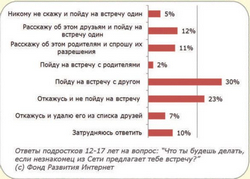 Никому не скажу и пойду на встречу один
5%
Расскажу об этом друзьям и пойду на
встречу один
12%
Расскажу об этом родителям и спрошу их
разрешения
11%
Пойду на встречу с родителями
2%
Пойду на встречу с другом
30%
Откажусь и не пойду на встречу
23%
Откажусь и удалю его из списка друзей
7%
Затрудняюсь ответить
10%
Ответы подростков 12-17 лет на вопрос: "Что ты будешь делать,
если незнакомец из Сети предлагает тебе встречу?"
(с) Фонд Развития Интернет